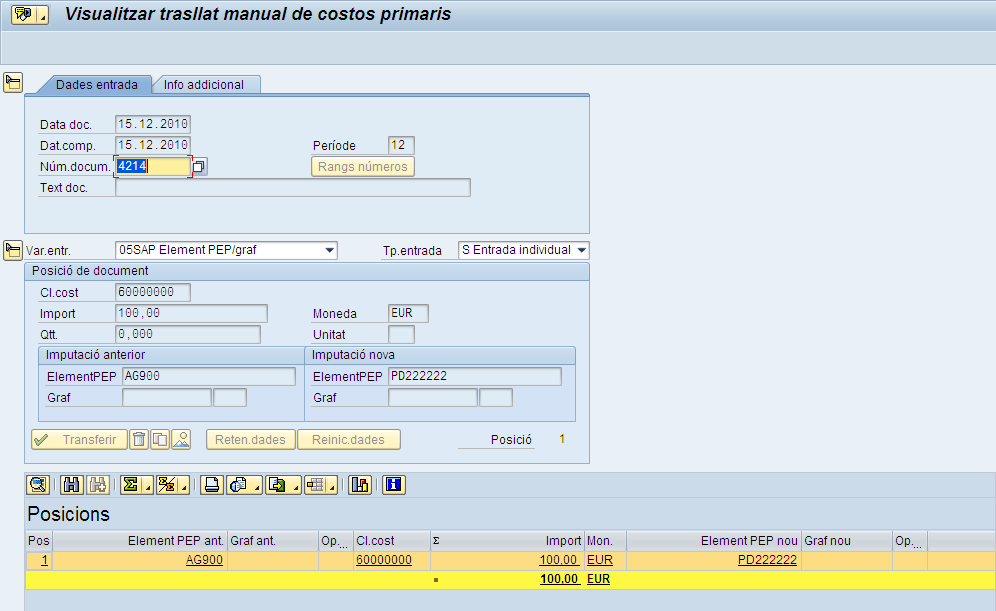 Visualitzar trasllat manual de costos primaris
Dades entrada Info addicional
Data doc. 15.12.2010
Dat.comp. 15.12.2010 Període 12
Núm.docum. 4214 Rangs números
Text doc.
Var.entr. 05SAP Element PEP/graf Tp.entrada S Entrada individual
Posició de document
Cl.cost 60000000
Import 100,00 Moneda EUR
Qtt. 0,000 Unitat
Imputació anterior Imputació nova
ElementPEP AG900 ElementPEP PD222222
Graf Graf
Transferir Reten.dades Reinic.dades Posició 1
Posicions
Pos Element PEP ant. Graf ant. Op... Cl.cost Σ Import Mon. Element PEP nou Graf nou Op...
1 AG900 60000000 100,00 EUR PD222222
100,00 EUR